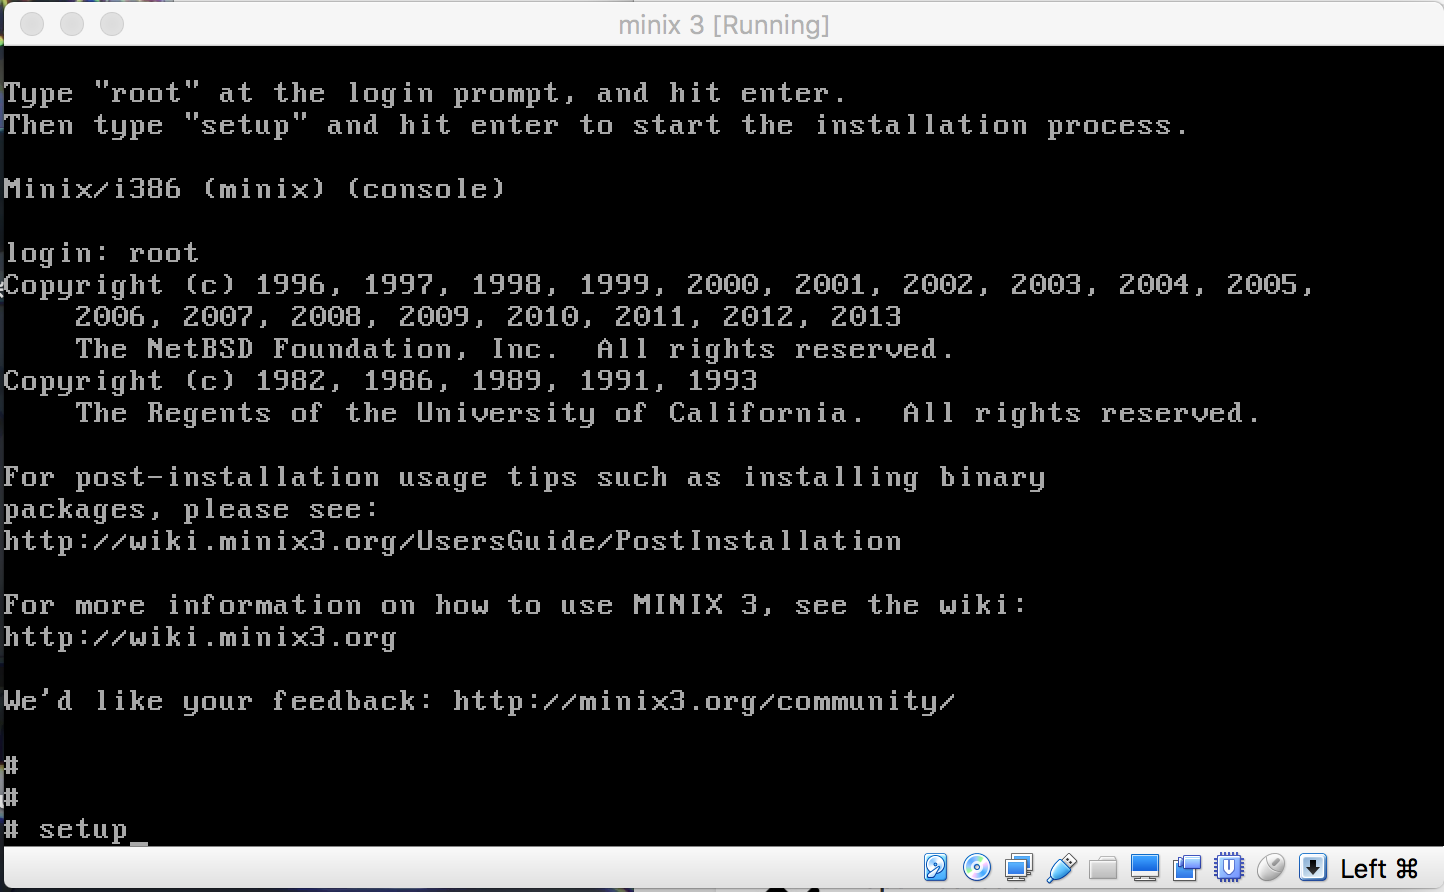 minix 3 [Running]
Type "root" at the login prompt, and hit enter.
Then type "setup" and hit enter to start the installation process.
Minix/i386 (minix) (console)
login: root
Copyright (c) 1996, 1997, 1998, 1999, 2000, 2001, 2002, 2003, 2004, 2005,
2006, 2007, 2008, 2009, 2010, 2011, 2012, 2013
The NetBSD Foundation, Inc.  All rights reserved.
Copyright (c) 1982, 1986, 1989, 1991, 1993
The Regents of the University of California.  All rights reserved.
For post-installation usage tips such as installing binary
packages, please see:
http://wiki.minix3.org/UsersGuide/PostInstallation
For more information on how to use MINIX 3, see the wiki:
http://wiki.minix3.org
We'd like your feedback: http://minix3.org/community/
#
#
# setup_
Left ⌘